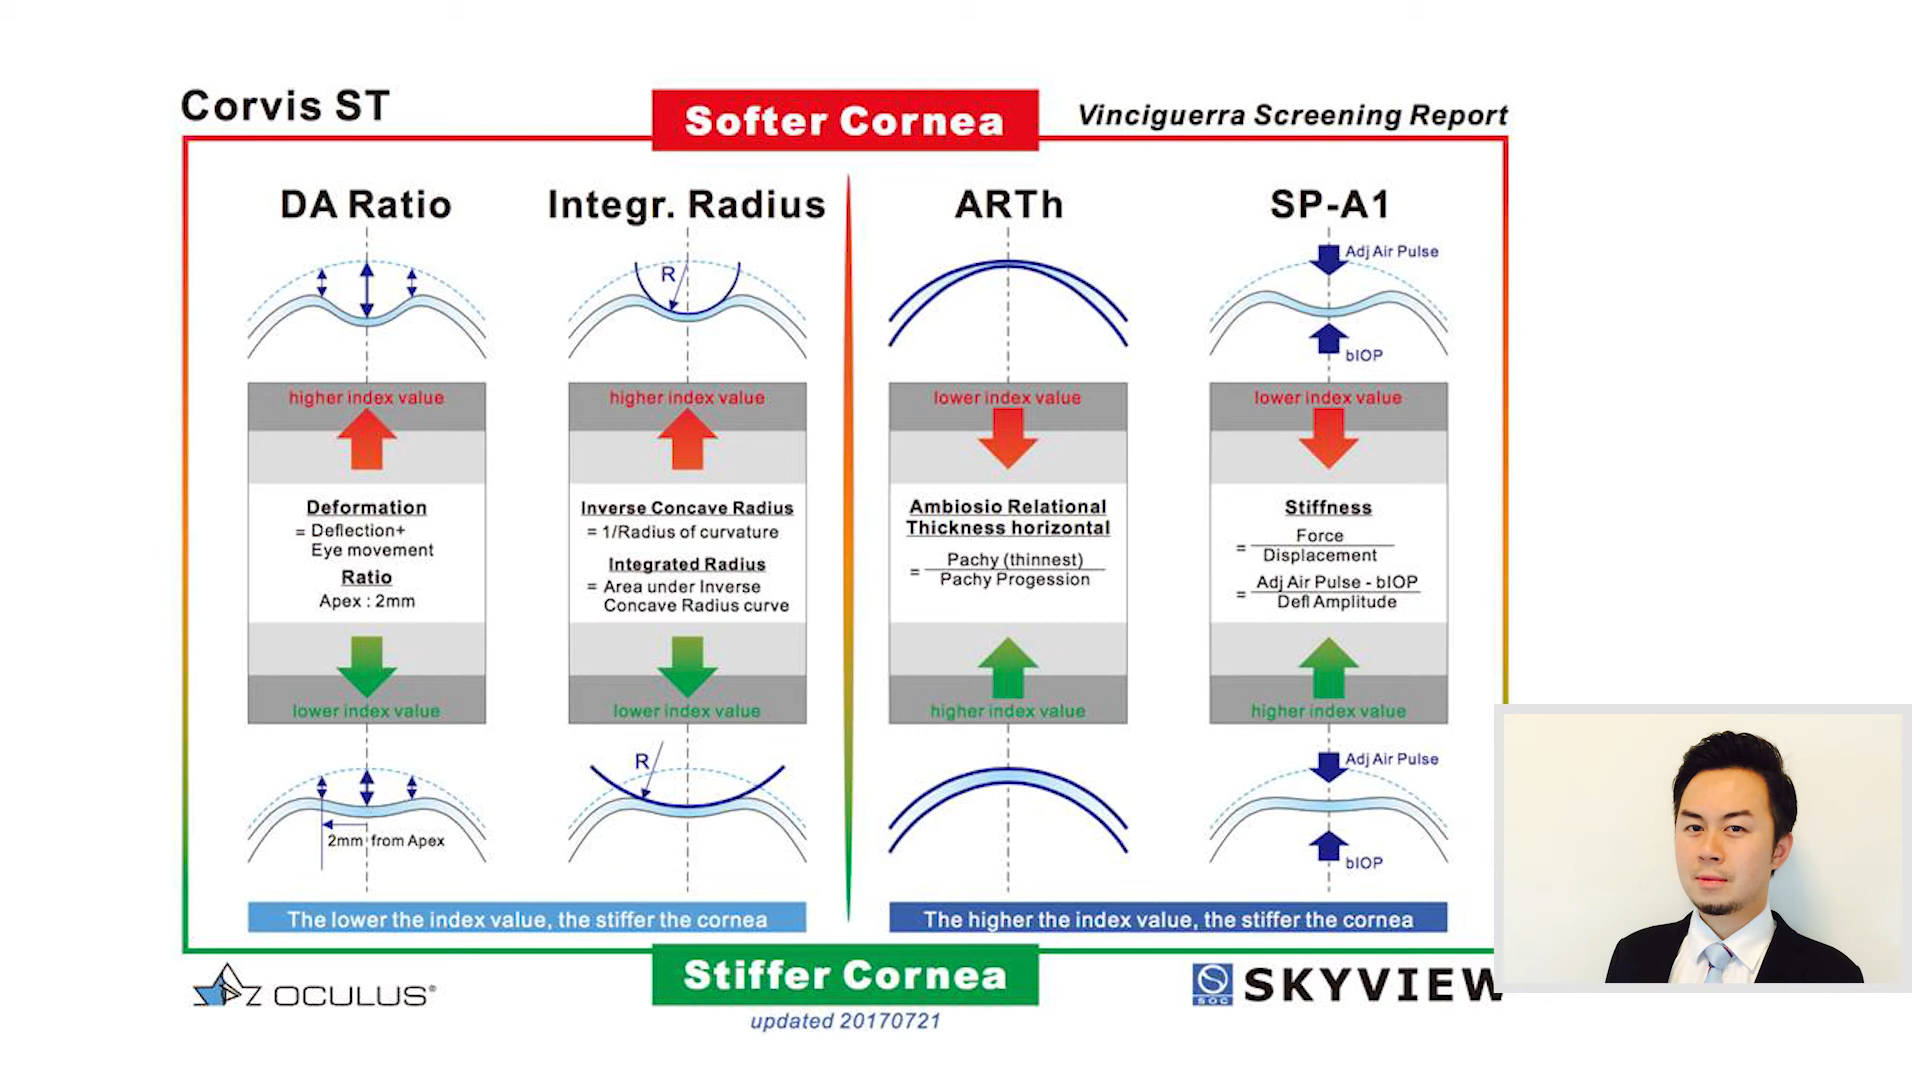 Corvis ST
Softer Cornea
Vinciguerra Screening Report
DA Ratio
Integr. Radius
ARTh
SP-A1
R
Adj Air Pulse
bIOP
higher index value
higher index value
lower index value
lower index value
Deformation
= Deflection+
Eye movement
Ratio
Apex : 2mm
Inverse Concave Radius
= 1/Radius of curvature
Integrated Radius
= Area under Inverse
Concave Radius curve
Ambiosio Relational
Thickness horizontal
= Pachy (thinnest)
Pachy Progession
Stiffness
= Force
Displacement
= Adj Air Pulse - bIOP
Defl Amplitude
lower index value
lower index value
higher index value
higher index value
2mm from Apex
R
Adj Air Pulse
bIOP
The lower the index value, the stiffer the cornea
The higher the index value, the stiffer the cornea
OCULUS®
Stiffer Cornea
SOC
SKYVIEW
updated 20170721